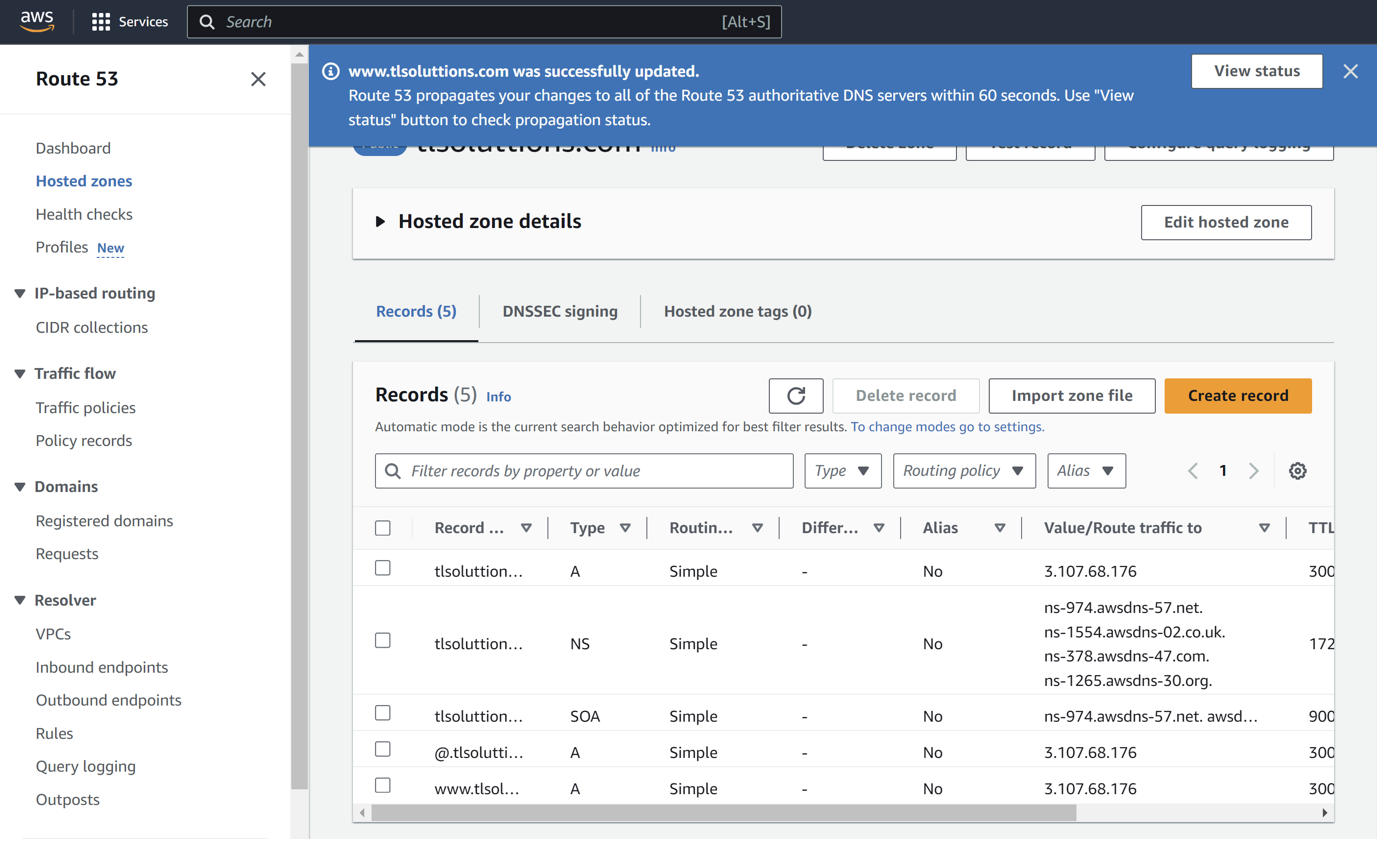 aws
Services
Search
[Alt+S]
Route 53
Dashboard
Hosted zones
Health checks
Profiles New
IP-based routing
CIDR collections
Traffic flow
Traffic policies
Policy records
Domains
Registered domains
Requests
Resolver
VPCs
Inbound endpoints
Outbound endpoints
Rules
Query logging
Outposts
www.tlsoluttions.com was successfully updated.
Route 53 propagates your changes to all of the Route 53 authoritative DNS servers within 60 seconds. Use "View
status" button to check propagation status.
View status
tlsoluttions.com Info
Delete zone
Test record
Configure query logging
Hosted zone details
Edit hosted zone
Records (5)
DNSSEC signing
Hosted zone tags (0)
Records (5) Info
Delete record
Import zone file
Create record
Automatic mode is the current search behavior optimized for best filter results. To change modes go to settings.
Filter records by property or value
Type
Routing policy
Alias
1
Record ... Type Routin... Differ... Alias Value/Route traffic to TTL
tlsoluttion... A Simple - No 3.107.68.176 300
tlsoluttion... NS Simple - No ns-974.awsdns-57.net. 172
ns-1554.awsdns-02.co.uk.
ns-378.awsdns-47.com.
ns-1265.awsdns-30.org.
tlsoluttion... SOA Simple - No ns-974.awsdns-57.net. awsd... 900
@.tlsolutti... A Simple - No 3.107.68.176 300
www.tlsol... A Simple - No 3.107.68.176 300